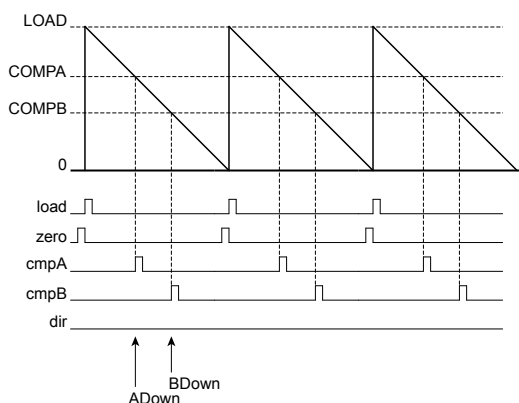 LOAD
COMPA
COMPB
0
load
zero
cmpA
cmpB
dir
BDown
ADown